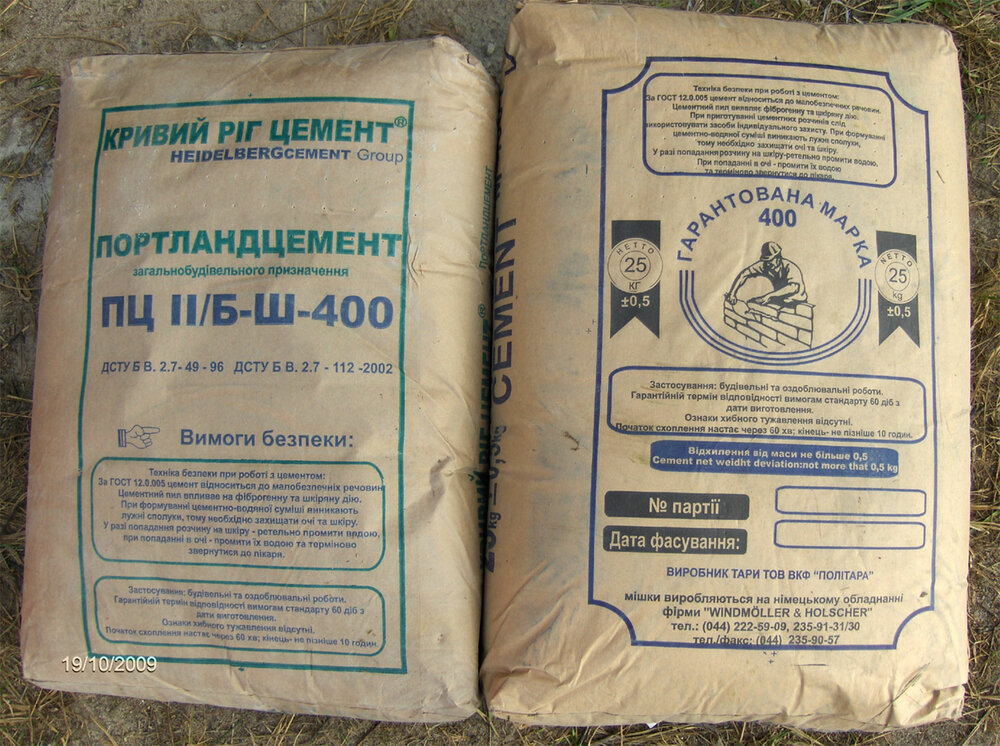 КРИВИЙ РІГ ЦЕМЕНТ®
HEIDELBERGCEMENT Group
ПОРТЛАНДЦЕМЕНТ
загальнобудівельного призначення
ПЦ ІІ/Б-Ш-400
ДСТУ Б В. 2.7- 49 - 96 ДСТУ Б В. 2.7 - 112 -2002
Вимоги безпеки:
Техніка безпеки при роботі з цементом:
За ГОСТ 12.0.005 цемент відноситься до малобезпечніх речовин
Цементний пил впливае на фіброгенну та шкіряну дію.
При формуванні цементно-водяної суміші виникають
лужні сполуки, тому необхідно захищати очі та шкіру.
У разі попадання розчину на шкіру - ретельно промити водою,
при попаданні в очі - промити їх водою та терміново
звернутися до лікаря.
Застосування: будівельні та оздоблювальні роботи.
Гарантайній термін відповідності вимогам стандарту 60 діб з
дати виготовлення.
Ознаки хибного тужавлення відсутні.
Початок схоплення настає через 60 хв; кінець- не пізніше 10 годин.
19/10/2009
CEMENT
Техніка безпеки при роботі з цементом:
За ГОСТ 12.0.005 цемент відноситься до малобезпечних речовин.
Цементний пил виявляє фіброгенну та шкірну дію.
При приготуванні цементних розчинів слід
використовувати засоби індивідуального захисту. При формуванні
цементно-водяної суміші виникають лужні сполуки,
тому необхідно захищати очі та шкіру.
У разі попадання розчину на шкіру-ретельно промити водою,
При попаданні в очі - промити їх водою
та терміново звернутися до лікаря.
ГАРАНТОВАНА МАРКА
400
НЕТТО
25
КГ
±0,5
НЕТТО
25
kg
±0,5
Застосування: будівельні та оздоблювальні роботи.
Гарантійній термін відповідності вимогам стандарту 60 діб з
дати виготовлення.
Ознаки хибного тужавлення відсутні.
Початок схоплення настає через 60 хв; кінець- не пізніше 10 годин.
Відхилення від маси не більше 0,5
Cement net weidht deviation:not more that 0,5 kg
№ партії
Дата фасування:
ВИРОБНИК ТАРИ ТОВ ВКФ "ПОЛІТАРА"
мішки виробляються на німецькому обладнанні
фірми "WINDMÖLLER & HOLSCHER"
тел.: (044) 222-59-09, 235-91-31/30
тел./факс: (044) 235-90-57